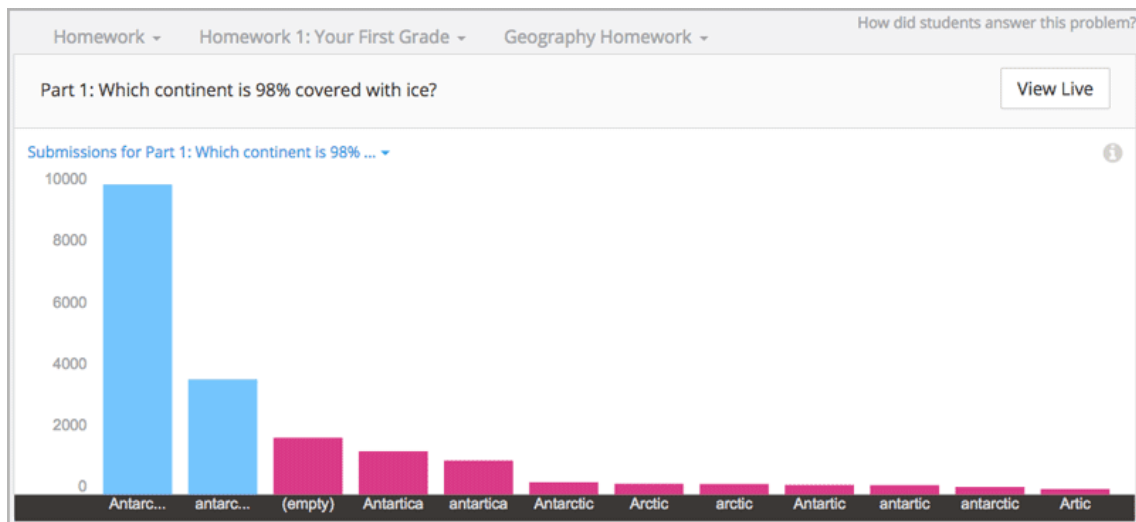 How did students answer this problem?
Homework Homework 1: Your First Grade Geography Homework
Part 1: Which continent is 98% covered with ice?
View Live
Submissions for Part 1: Which continent is 98% ...
10000
8000
6000
4000
2000
0
Antarc... antarc... (empty) Antartica antartica Antarctic Arctic arctic Antartic antartic antarctic Artic